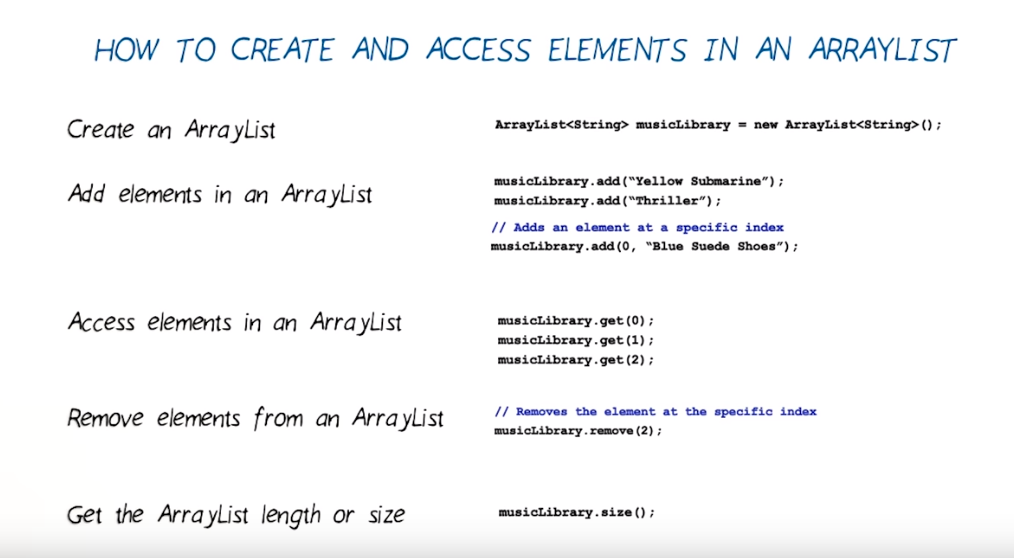 HOW TO CREATE AND ACCESS ELEMENTS IN AN ARRAYLIST
Create an ArrayList
ArrayList<String> musicLibrary = new ArrayList<String>();
Add elements in an ArrayList
musicLibrary.add(“Yellow Submarine”);
musicLibrary.add(“Thriller”);
// Adds an element at a specific index
musicLibrary.add(0, “Blue Suede Shoes”);
Access elements in an ArrayList
musicLibrary.get(0);
musicLibrary.get(1);
musicLibrary.get(2);
Remove elements from an ArrayList
// Removes the element at the specific index
musicLibrary.remove(2);
Get the ArrayList length or size
musicLibrary.size();